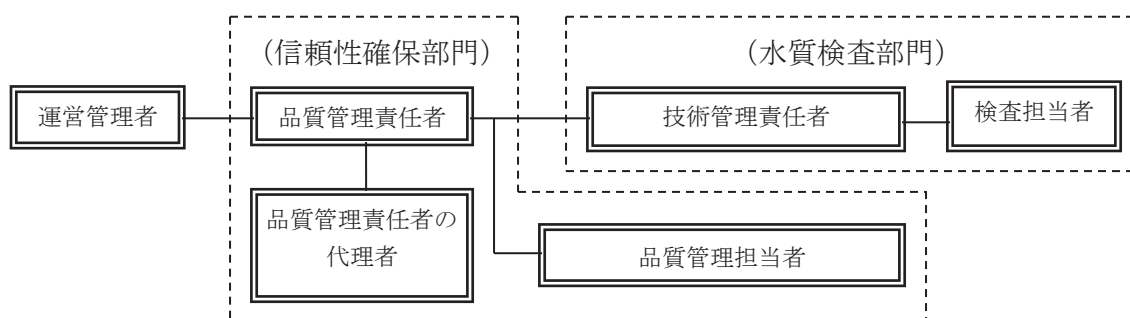 (信頼性確保部門)
(水質検査部門)
運営管理者
品質管理責任者
技術管理責任者
検査担当者
品質管理責任者の
代理者
品質管理担当者